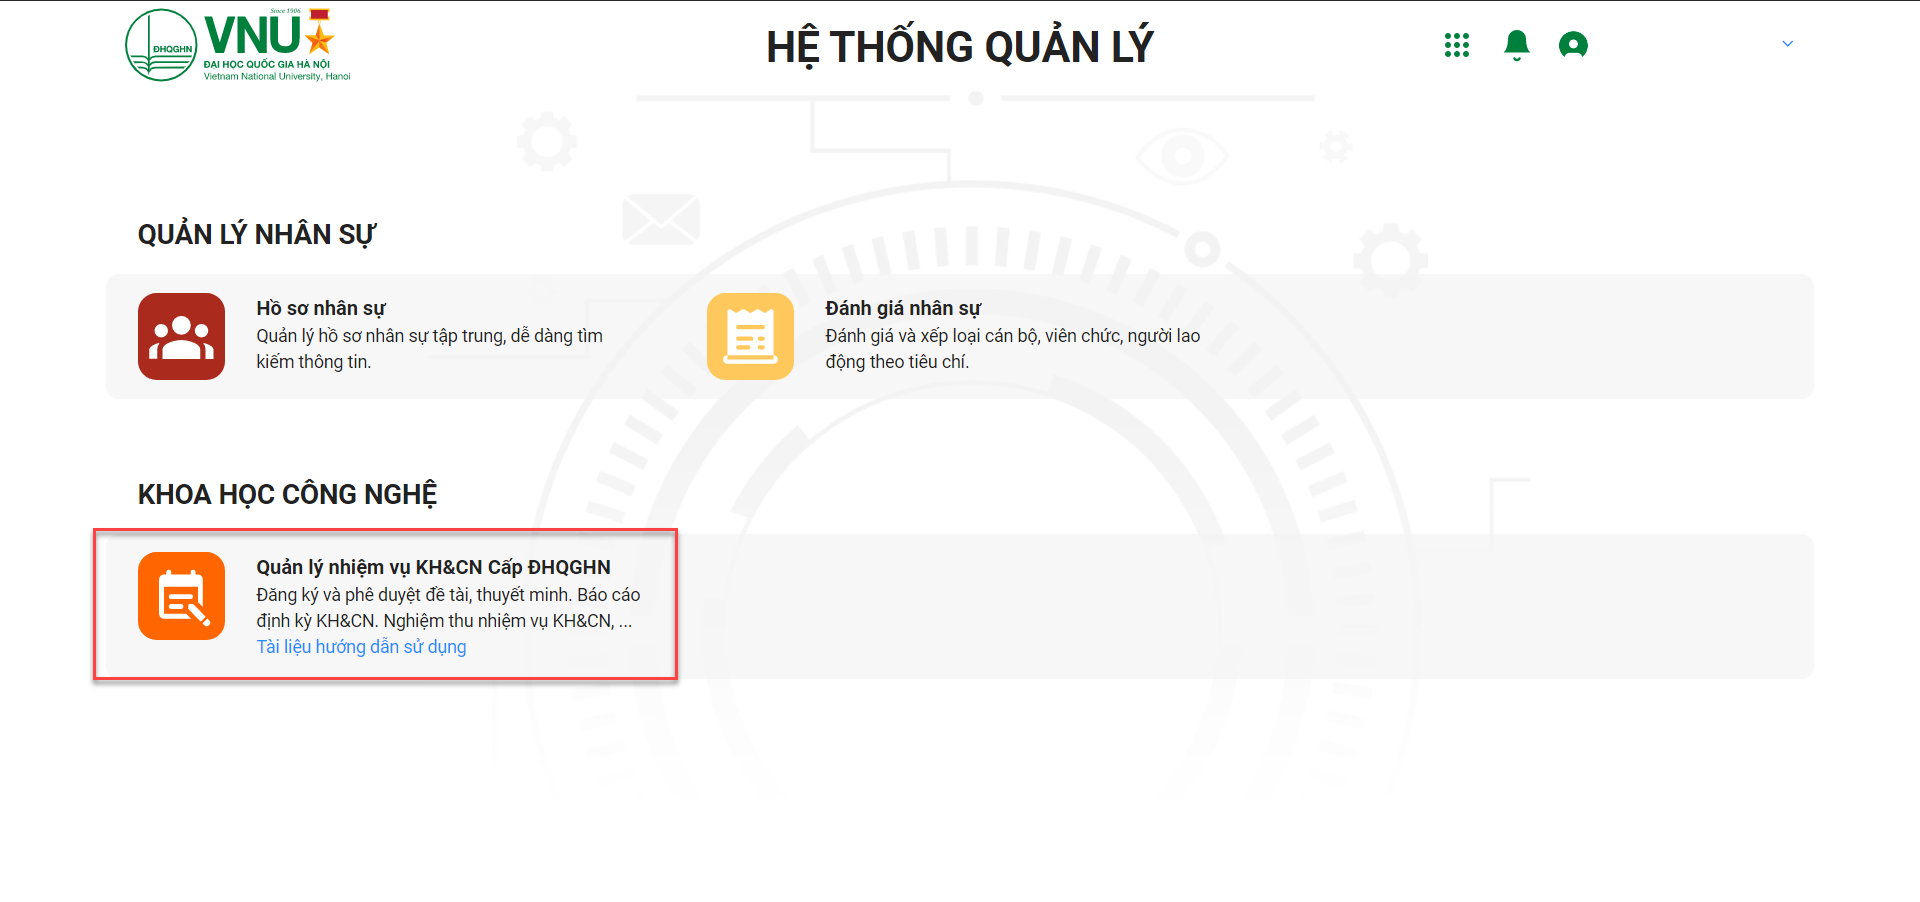 Since 1906
ĐHQGHN
VNU
ĐẠI HỌC QUỐC GIA HÀ NỘI
Vietnam National University, Hanoi
HỆ THỐNG QUẢN LÝ
QUẢN LÝ NHÂN SỰ
Hồ sơ nhân sự
Quản lý hồ sơ nhân sự tập trung, dễ dàng tìm
kiếm thông tin.
Đánh giá nhân sự
Đánh giá và xếp loại cán bộ, viên chức, người lao
động theo tiêu chí.
KHOA HỌC CÔNG NGHỆ
Quản lý nhiệm vụ KH&CN Cấp ĐHQGHN
Đăng ký và phê duyệt đề tài, thuyết minh. Báo cáo
định kỳ KH&CN. Nghiệm thu nhiệm vụ KH&CN, ...
Tài liệu hướng dẫn sử dụng